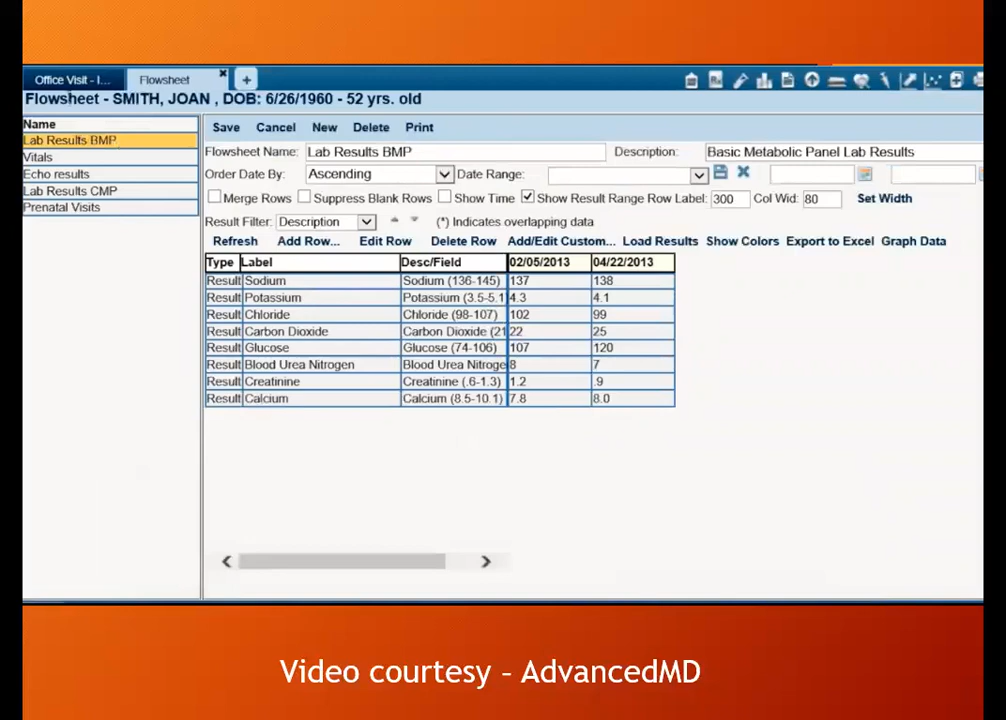 Office Visit - I...
Flowsheet
Flowsheet - SMITH, JOAN , DOB: 6/26/1960 - 52 yrs. old
Name
Lab Results BMP
Vitals
Echo results
Lab Results CMP
Prenatal Visits
Save Cancel New Delete Print
Flowsheet Name: Lab Results BMP Description: Basic Metabolic Panel Lab Results
Order Date By: Ascending Date Range:
Merge Rows Suppress Blank Rows Show Time Show Result Range Row Label: 300 Col Wid: 80 Set Width
Result Filter: Description (*) Indicates overlapping data
Refresh Add Row... Edit Row Delete Row Add/Edit Custom... Load Results Show Colors Export to Excel Graph Data
Type Label Desc/Field 02/05/2013 04/22/2013
Result Sodium Sodium (136-145) 137 138
Result Potassium Potassium (3.5-5.1 4.3 4.1
Result Chloride Chloride (98-107) 102 99
Result Carbon Dioxide Carbon Dioxide (21 22 25
Result Glucose Glucose (74-106) 107 120
Result Blood Urea Nitrogen Blood Urea Nitroge 8 7
Result Creatinine Creatinine (.6-1.3) 1.2 .9
Result Calcium Calcium (8.5-10.1) 7.8 8.0
Video courtesy – AdvancedMD